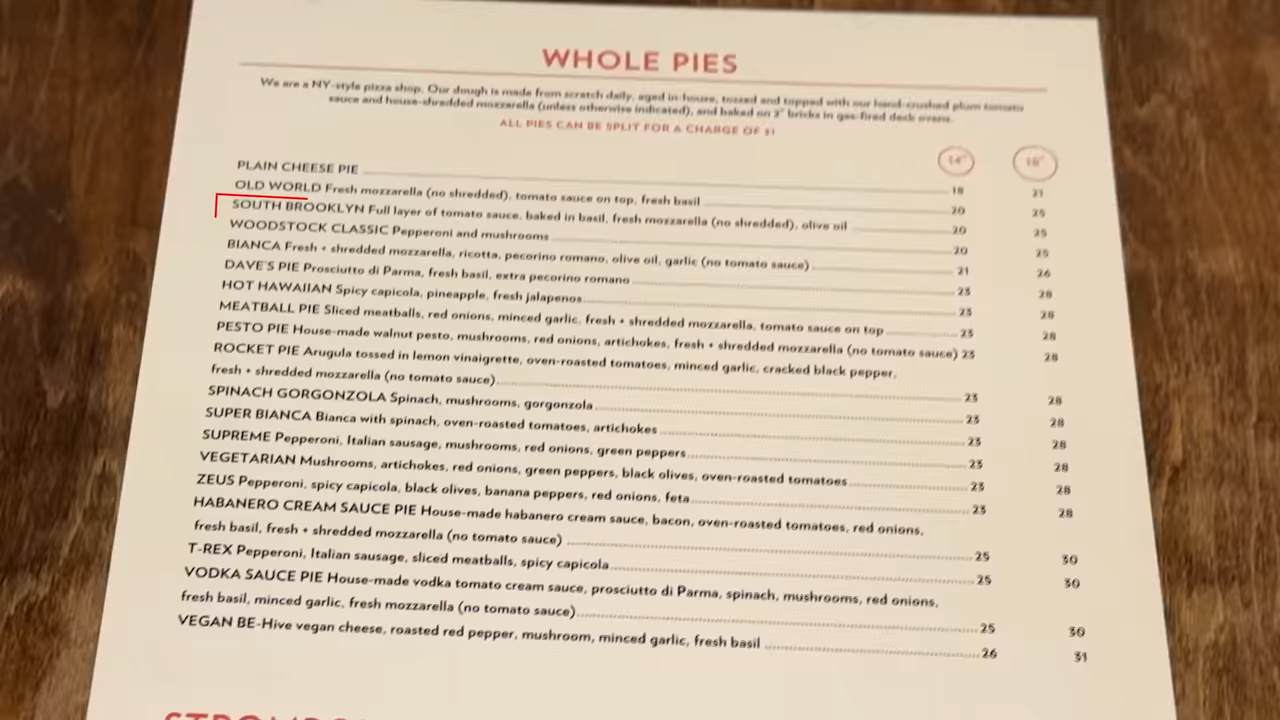 WHOLE PIES
We are a NY-style pizza shop. Our dough is made from scratch daily, aged in-house, tossed and topped with our hand-crushed plum tomato
sauce and house-shredded mozzarella (unless otherwise indicated), and baked on 2" bricks in gas-fired deck ovens.
ALL PIES CAN BE SPLIT FOR A CHARGE OF $1
14" 18"
PLAIN CHEESE PIE 18 21
OLD WORLD Fresh mozzarella (no shredded), tomato sauce on top, fresh basil 20 25
SOUTH BROOKLYN Full layer of tomato sauce, baked in basil, fresh mozzarella (no shredded), olive oil 20 25
WOODSTOCK CLASSIC Pepperoni and mushrooms 20 25
BIANCA Fresh + shredded mozzarella, ricotta, pecorino romano, olive oil, garlic (no tomato sauce) 21 26
DAVE'S PIE Prosciutto di Parma, fresh basil, extra pecorino romano 23 28
HOT HAWAIIAN Spicy capicola, pineapple, fresh jalapenos 23 28
MEATBALL PIE Sliced meatballs, red onions, minced garlic, fresh + shredded mozzarella, tomato sauce on top 23 28
PESTO PIE House-made walnut pesto, mushrooms, red onions, artichokes, fresh + shredded mozzarella (no tomato sauce) 23 28
ROCKET PIE Arugula tossed in lemon vinaigrette, oven-roasted tomatoes, minced garlic, cracked black pepper,
fresh + shredded mozzarella (no tomato sauce) 23 28
SPINACH GORGONZOLA Spinach, mushrooms, gorgonzola 23 28
SUPER BIANCA Bianca with spinach, oven-roasted tomatoes, artichokes 23 28
SUPREME Pepperoni, Italian sausage, mushrooms, red onions, green peppers 23 28
VEGETARIAN Mushrooms, artichokes, red onions, green peppers, black olives, oven-roasted tomatoes 23 28
ZEUS Pepperoni, spicy capicola, black olives, banana peppers, red onions, feta 23 28
HABANERO CREAM SAUCE PIE House-made habanero cream sauce, bacon, oven-roasted tomatoes, red onions,
fresh basil, fresh + shredded mozzarella (no tomato sauce) 25 30
T-REX Pepperoni, Italian sausage, sliced meatballs, spicy capicola 25 30
VODKA SAUCE PIE House-made vodka tomato cream sauce, prosciutto di Parma, spinach, mushrooms, red onions,
fresh basil, minced garlic, fresh mozzarella (no tomato sauce) 25 30
VEGAN BE-Hive vegan cheese, roasted red pepper, mushroom, minced garlic, fresh basil 26 31